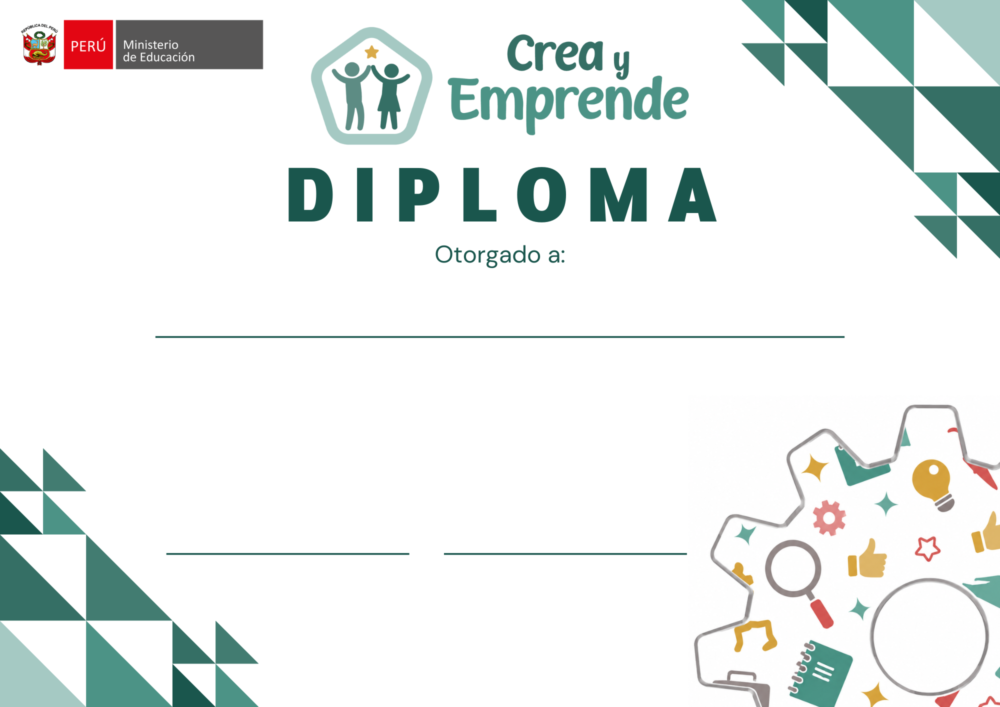 REPÚBLICA DEL PERÚ
PERÚ
Ministerio
de Educación
Crea y
Emprende
DIPLOMA
Otorgado a: